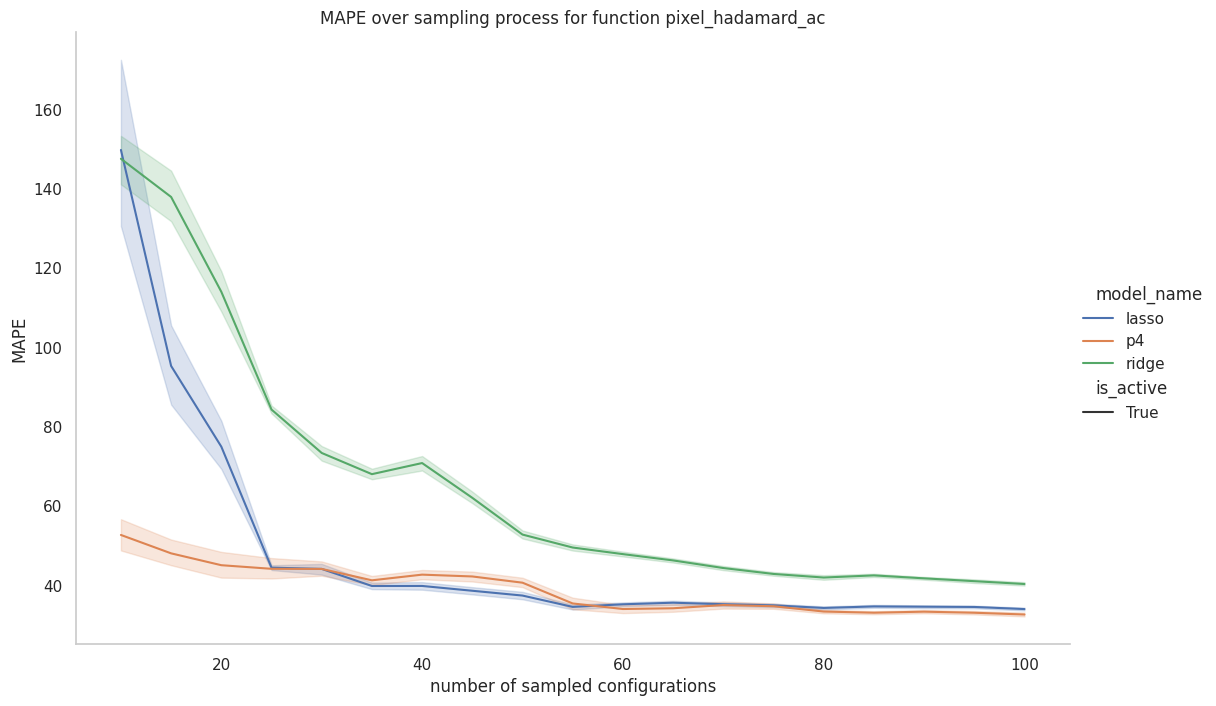 MAPE over sampling process for function pixel_hadamard_ac
160
140
120
100
80
60
40
MAPE
20
40
60
80
100
number of sampled configurations
model_name
lasso
p4
ridge
is_active
True